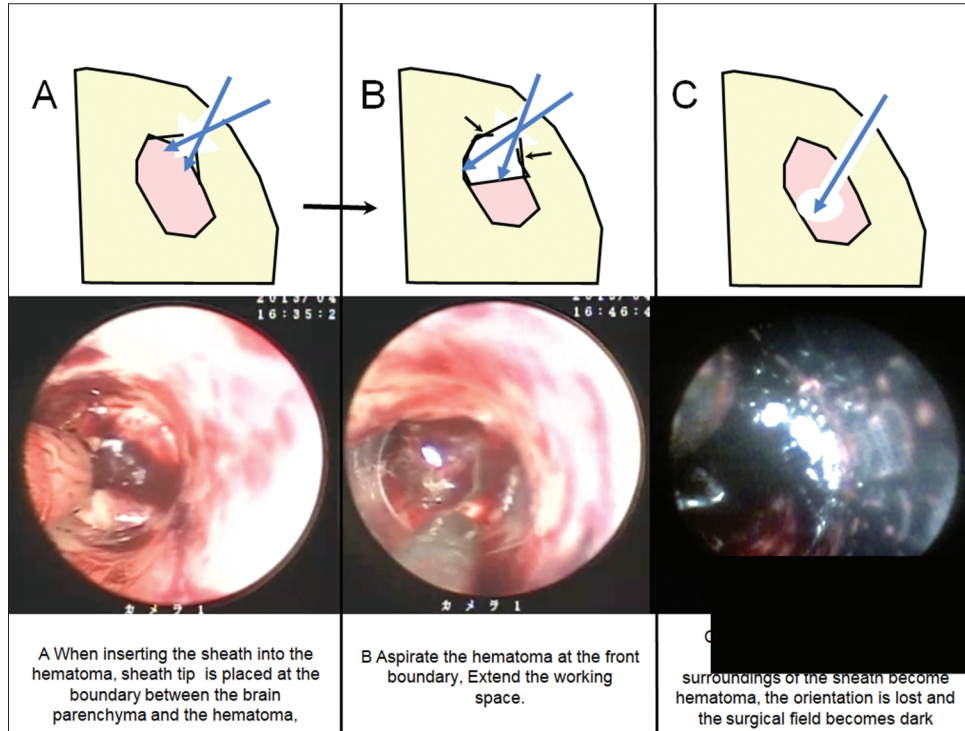 A
B
C
16:35:2
16:46:4
カメラ1
カメラ1
A When inserting the sheath into the
hematoma, sheath tip is placed at the
boundary between the brain
parenchyma and the hematoma,
B Aspirate the hematoma at the front
boundary, Extend the working
space.
surroundings of the sheath become
hematoma, the orientation is lost and
the surgical field becomes dark